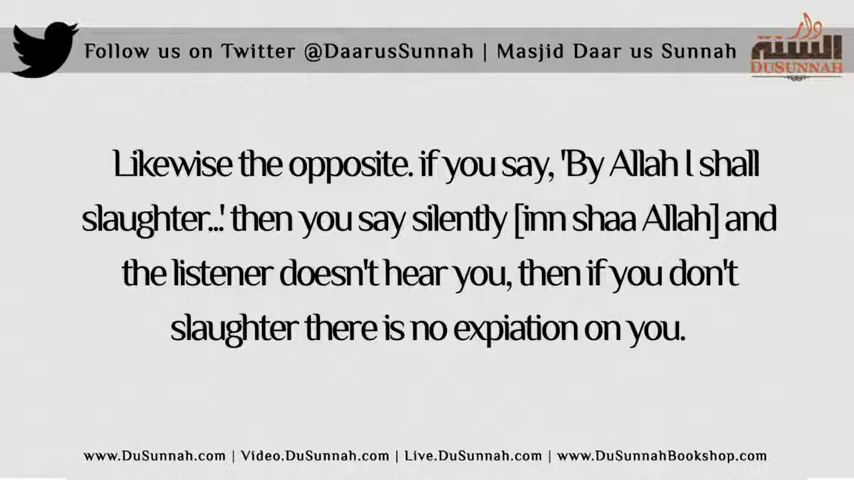 Follow us on Twitter @DaarusSunnah | Masjid Daar us Sunnah
دار
السنة
DUSUNNAH
Likewise the opposite. if you say, 'By Allah I shall
slaughter...' then you say silently [inn shaa Allah] and
the listener doesn't hear you, then if you don't
slaughter there is no expiation on you.
www.DuSunnah.com | Video.DuSunnah.com | Live.DuSunnah.com | www.DuSunnahBookshop.com